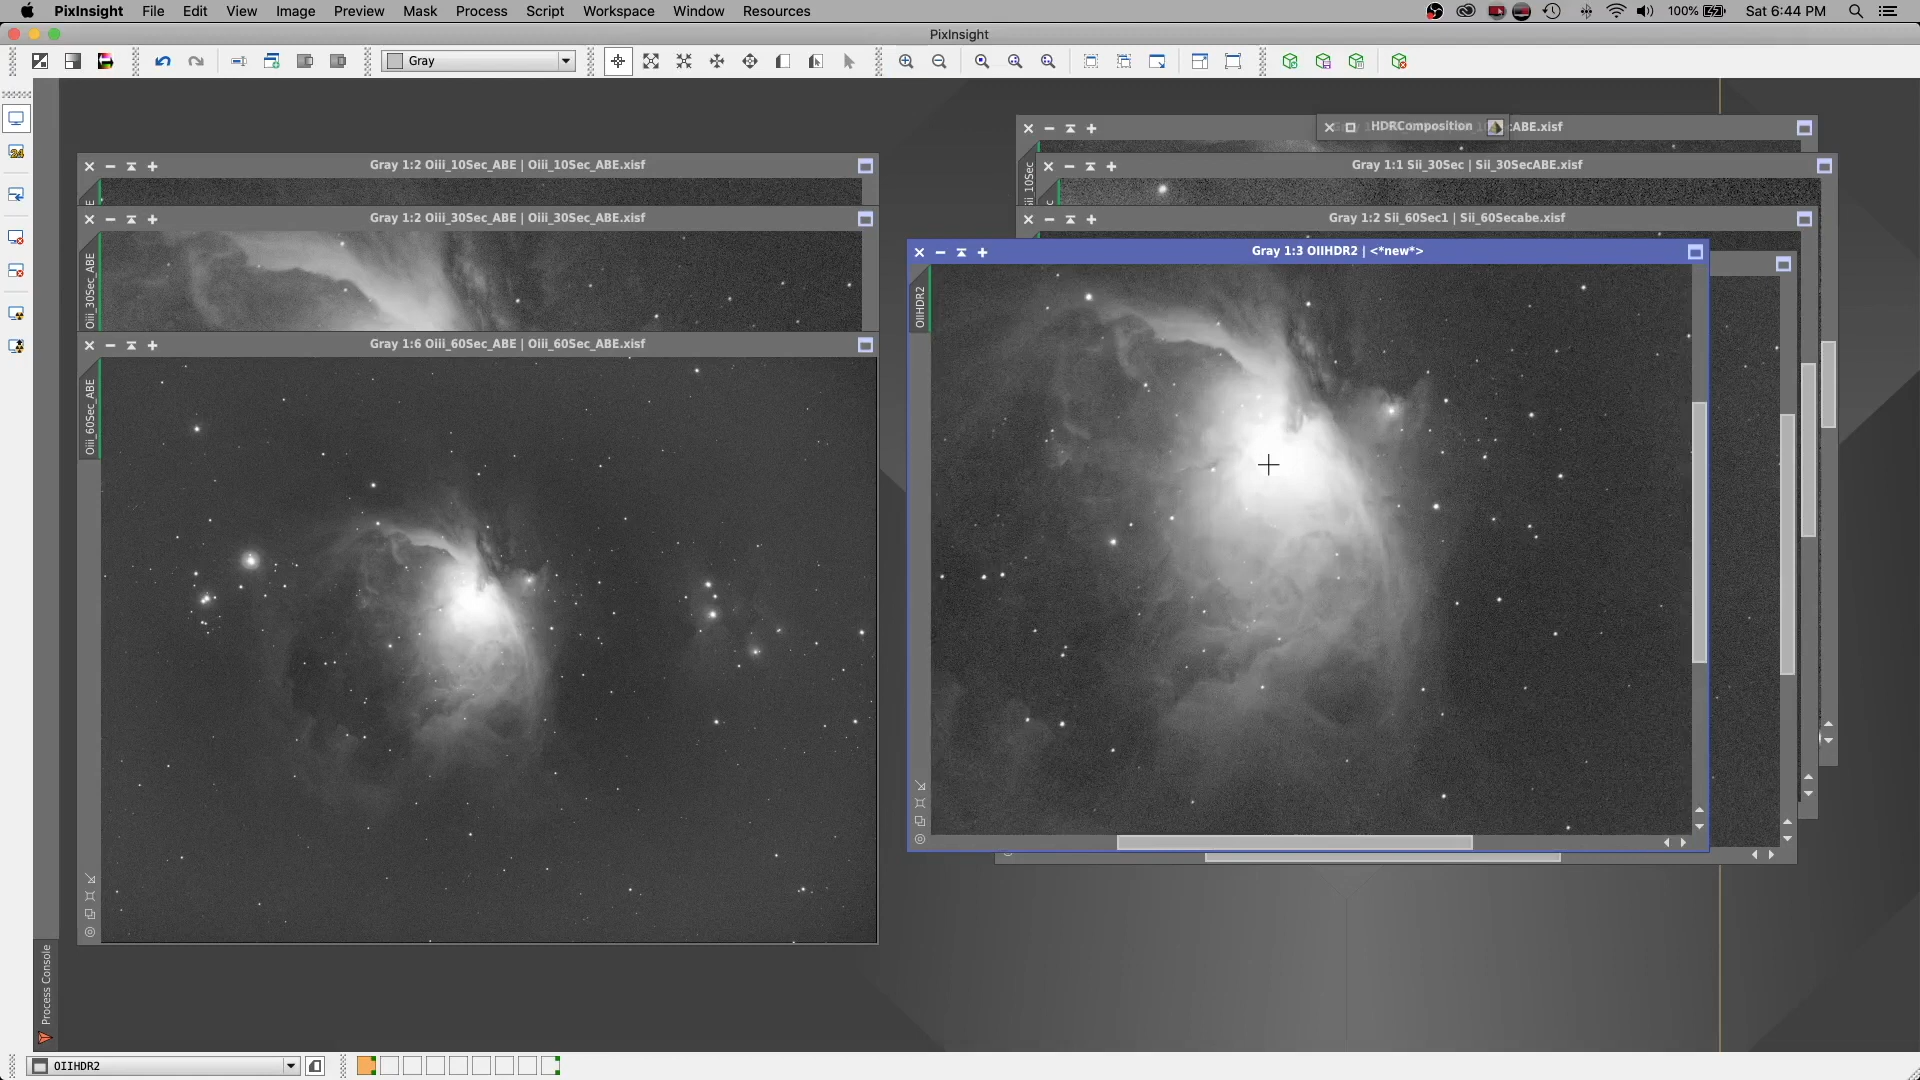 PixInsight File Edit View Image Preview Mask Process Script Workspace Window Resources
100%
Sat 6:44 PM
PixInsight
Gray
HDRComposition
ABE.xisf
Gray 1:2 Oiii_10Sec_ABE | Oiii_10Sec_ABE.xisf
Gray 1:1 Sii_30Sec | Sii_30SecABE.xisf
Sii_10Sec
Gray 1:2 Oiii_30Sec_ABE | Oiii_30Sec_ABE.xisf
Gray 1:2 Sii_60Sec1 | Sii_60Secabe.xisf
Gray 1:3 OIIHDR2 | <*new*>
Oiii_30Sec_ABE
OIIHDR2
Gray 1:6 Oiii_60Sec_ABE | Oiii_60Sec_ABE.xisf
Oiii_60Sec_ABE
Process Console
OIIHDR2